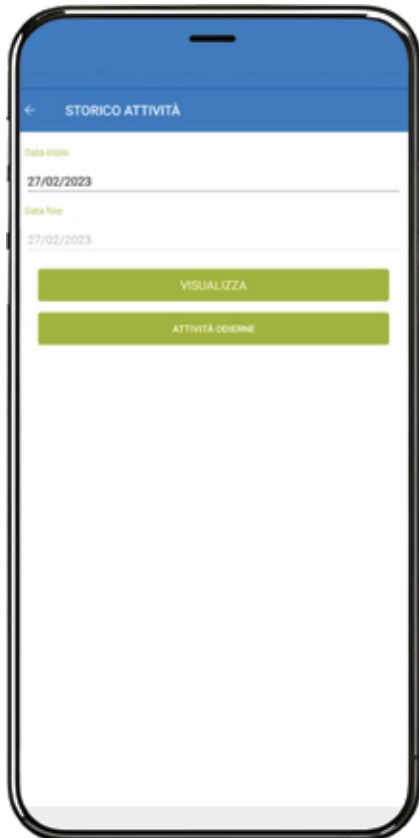 STORICO ATTIVITÀ
Data inizio
27/02/2023
Data fine
27/02/2023
VISUALIZZA
ATTIVITÀ ODIERNE